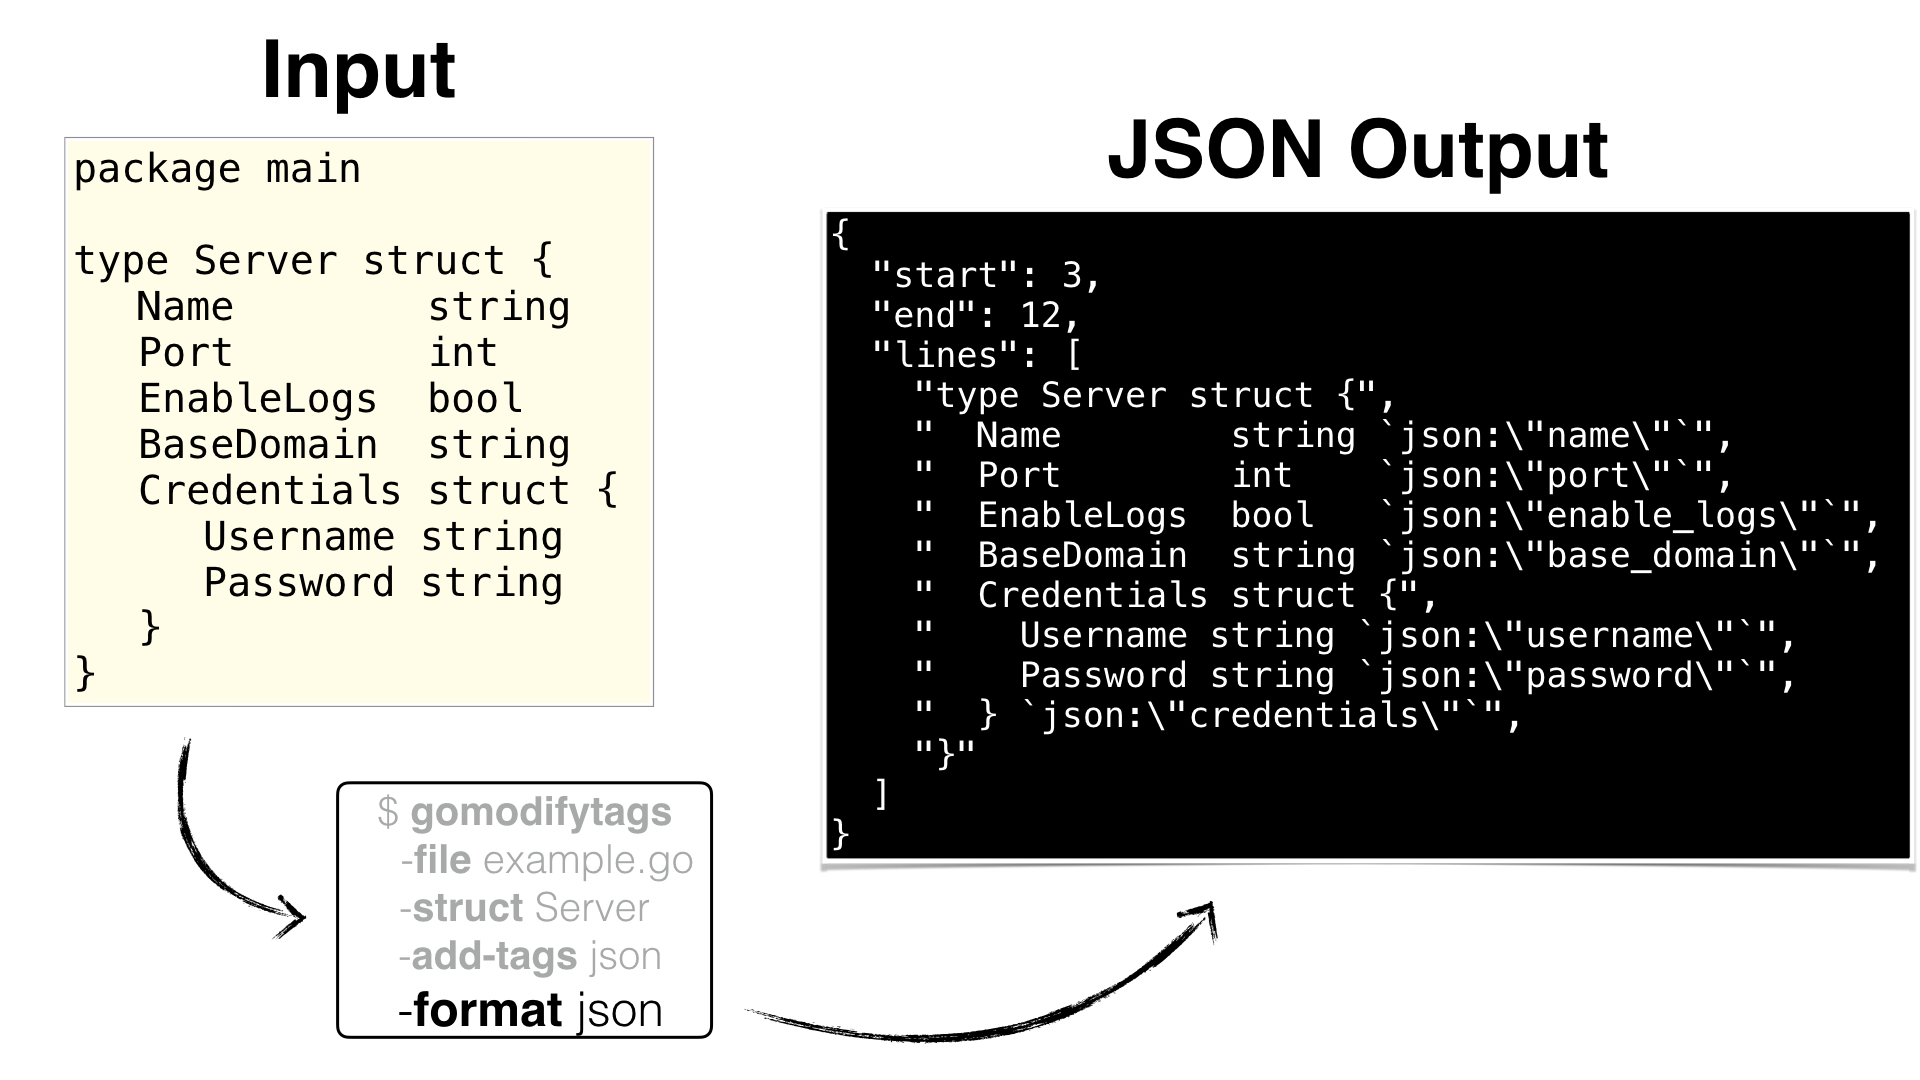 Input
package main

type Server struct {
   Name        string
   Port        int
   EnableLogs  bool
   BaseDomain  string
   Credentials struct {
      Username string
      Password string
   }
}
$ gomodifytags
-file example.go
-struct Server
-add-tags json
-format json
JSON Output
{
  "start": 3,
  "end": 12,
  "lines": [
    "type Server struct {",
    "  Name        string `json:\"name\"`",
    "  Port        int    `json:\"port\"`",
    "  EnableLogs  bool   `json:\"enable_logs\"`",
    "  BaseDomain  string `json:\"base_domain\"`",
    "  Credentials struct {",
    "    Username string `json:\"username\"`",
    "    Password string `json:\"password\"`",
    "  } `json:\"credentials\"`",
    "}"
  ]
}